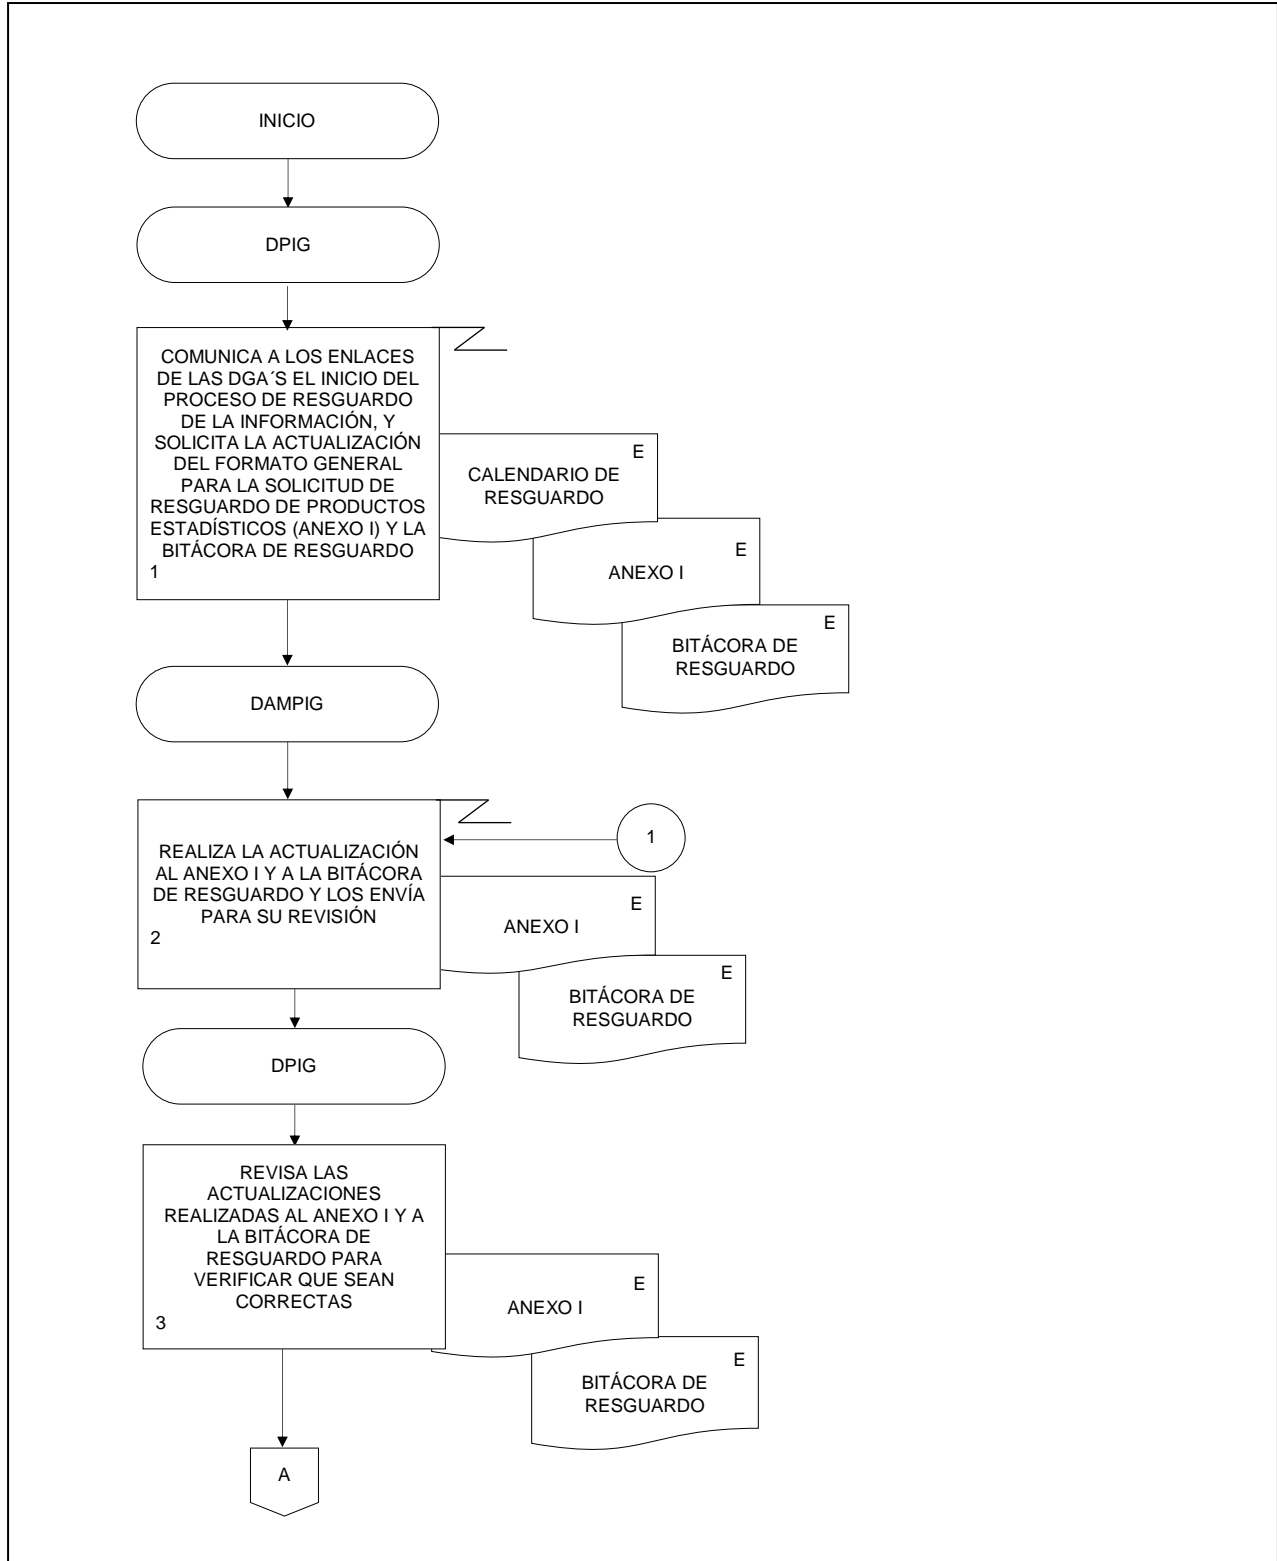 INICIO
DPIG
COMUNICA A LOS ENLACES
DE LAS DGA´S EL INICIO DEL
PROCESO DE RESGUARDO
DE LA INFORMACIÓN, Y
SOLICITA LA ACTUALIZACIÓN
DEL FORMATO GENERAL
PARA LA SOLICITUD DE
RESGUARDO DE PRODUCTOS
ESTADÍSTICOS (ANEXO I) Y LA
BITÁCORA DE RESGUARDO
1
E
CALENDARIO DE
RESGUARDO
E
ANEXO I
E
BITÁCORA DE
RESGUARDO
DAMPIG
1
REALIZA LA ACTUALIZACIÓN
AL ANEXO I Y A LA BITÁCORA
DE RESGUARDO Y LOS ENVÍA
PARA SU REVISIÓN
2
E
ANEXO I
E
BITÁCORA DE
RESGUARDO
DPIG
REVISA LAS
ACTUALIZACIONES
REALIZADAS AL ANEXO I Y A
LA BITÁCORA DE
RESGUARDO PARA
VERIFICAR QUE SEAN
CORRECTAS
3
E
ANEXO I
E
BITÁCORA DE
RESGUARDO
A